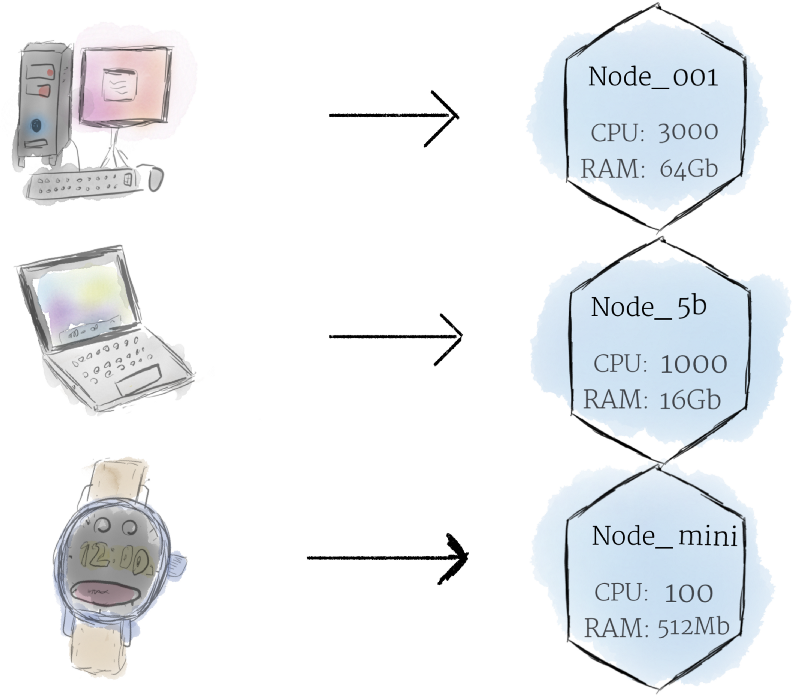 Node_001
CPU: 3000
RAM: 64Gb
Node_5b
CPU: 1000
RAM: 16Gb
12:00
Node_mini
CPU: 100
RAM: 512Mb